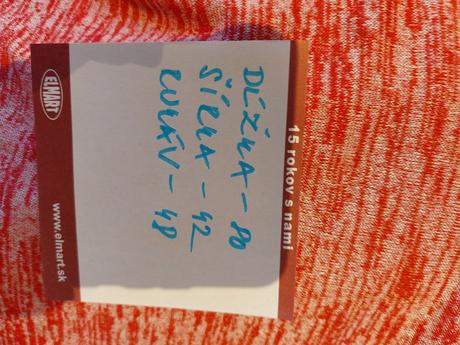 15 rokov s nami
DĹŽKA – 80
ŠÍRKA – 42
RUKÁV – 48
ELMART
www.elmart.sk